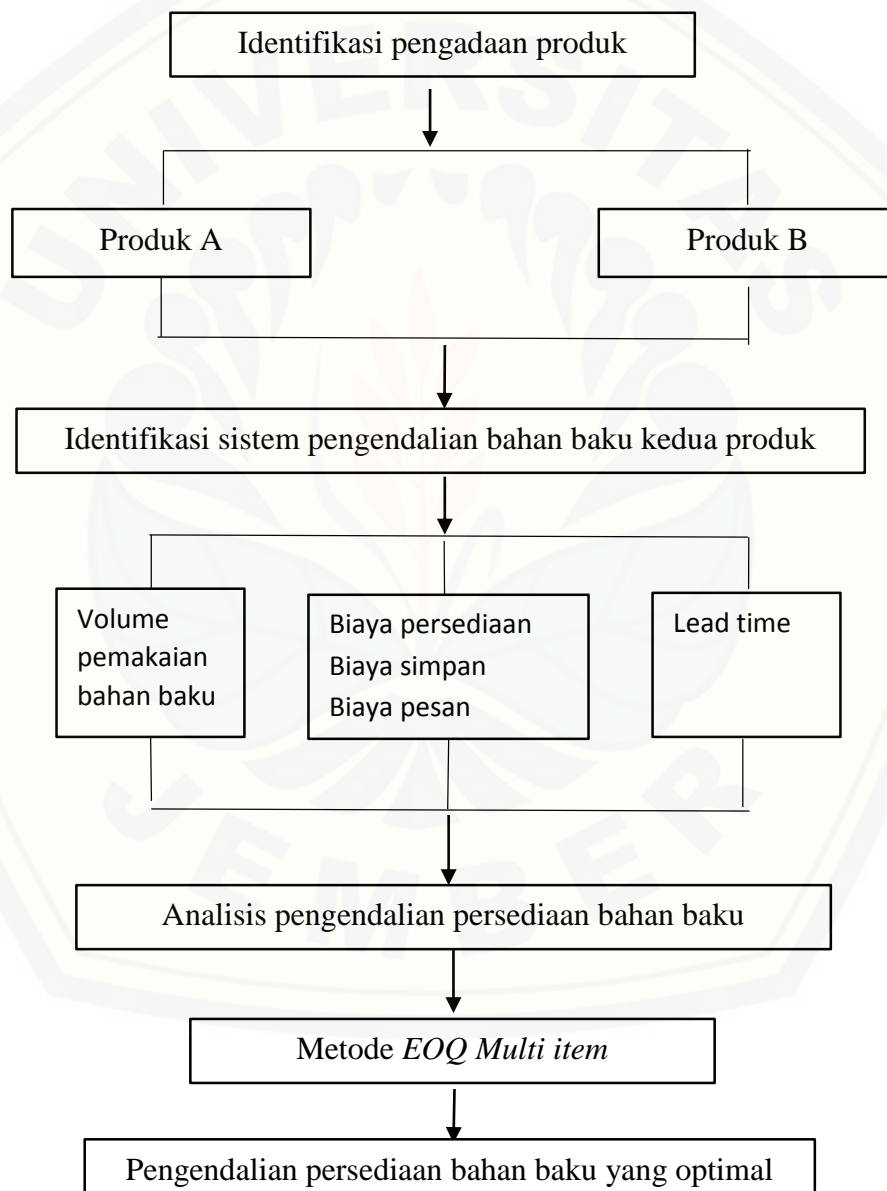 Identifikasi pengadaan produk
Produk A
Produk B
Identifikasi sistem pengendalian bahan baku kedua produk
Volume
pemakaian
bahan baku
Biaya persediaan
Biaya simpan
Biaya pesan
Lead time
Analisis pengendalian persediaan bahan baku
Metode EOQ Multi item
Pengendalian persediaan bahan baku yang optimal
UNIVERSITAS
JEMBER